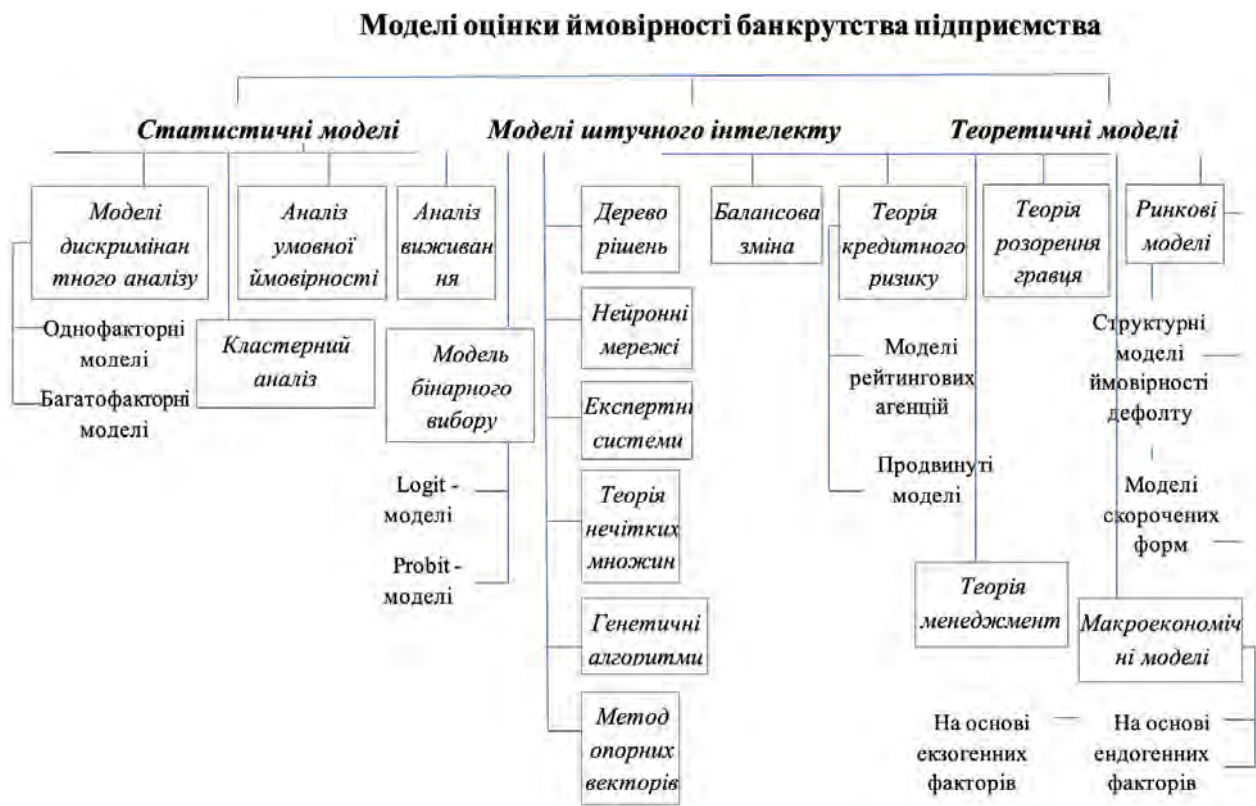 Моделі оцінки ймовірності банкрутства підприємства
Статистичні моделі
Моделі штучного інтелекту
Теоретичні моделі
Моделі
дискримінан
тного аналізу
Однофакторні
моделі
Багатофакторні
моделі
Аналіз
умовної
ймовірності
Кластерний
аналіз
Аналіз
виживан
ня
Модель
бінарного
вибору
Logit -
моделі
Probit -
моделі
Дерево
рішень
Нейронні
мережі
Експертні
системи
Теорія
нечітких
множин
Генетичні
алгоритми
Метод
опорних
векторів
Балансова
зміна
Теорія
кредитного
ризику
Моделі
рейтингових
агенцій
Продвинуті
моделі
Теорія
розорення
гравця
Ринкові
моделі
Структурні
моделі
ймовірності
дефолту
Моделі
скорочених
форм
Теорія
менеджмент
Макроекономіч
ні моделі
На основі
екзогенних
факторів
На основі
ендогенних
факторів